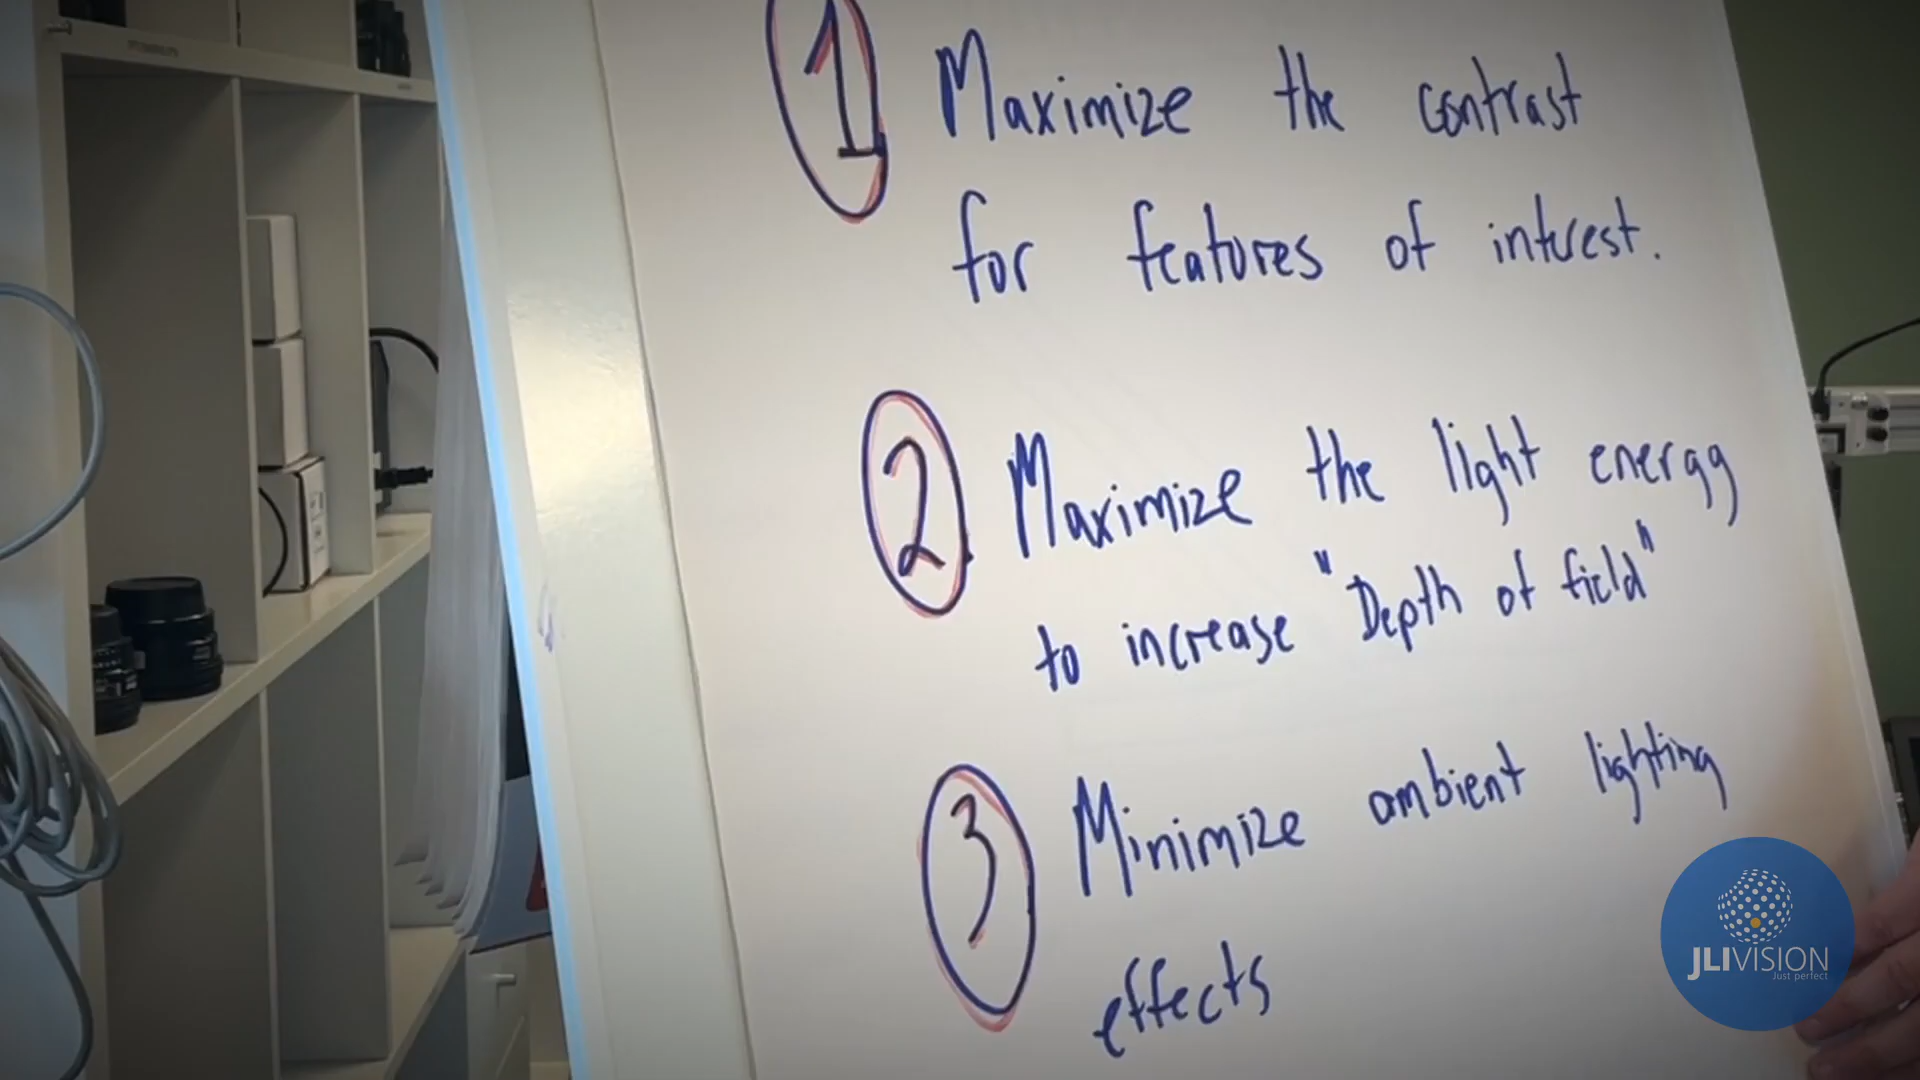 1 Maximize the contrast
for features of interest.
2 Maximize the light energy
to increase "Depth of field"
3 Minimize ambient lighting
effects
JLIVISION
Just perfect